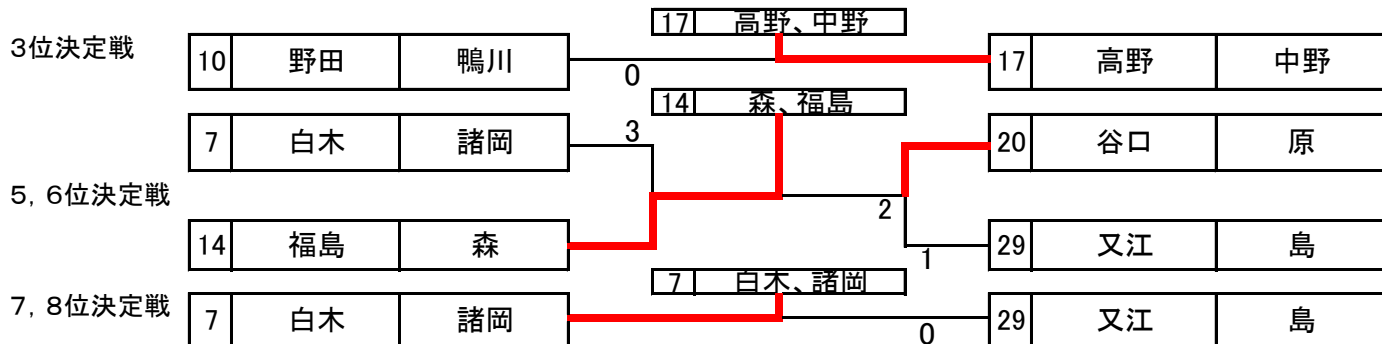 17 高野、中野
3位決定戦
10 野田 鴨川
0
17 高野 中野
14 森、福島
7 白木 諸岡
3
20 谷口 原
5，6位決定戦
2
14 福島 森
1
29 又江 島
7 白木、諸岡
7，8位決定戦
7 白木 諸岡
0
29 又江 島